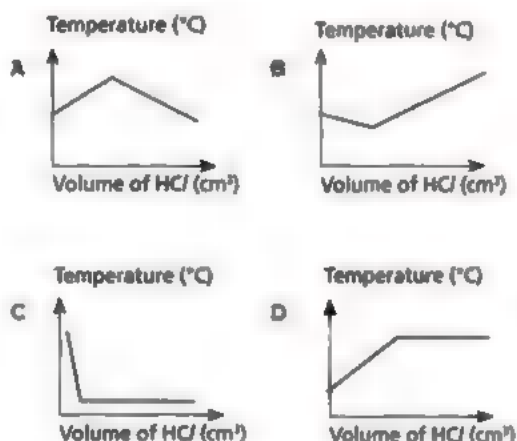 Temperature (°C)
A
Volume of HCl (cm³)
Temperature (°C)
B
Volume of HCl (cm³)
Temperature (°C)
C
Volume of HCl (cm³)
Temperature (°C)
D
Volume of HCl (cm³)